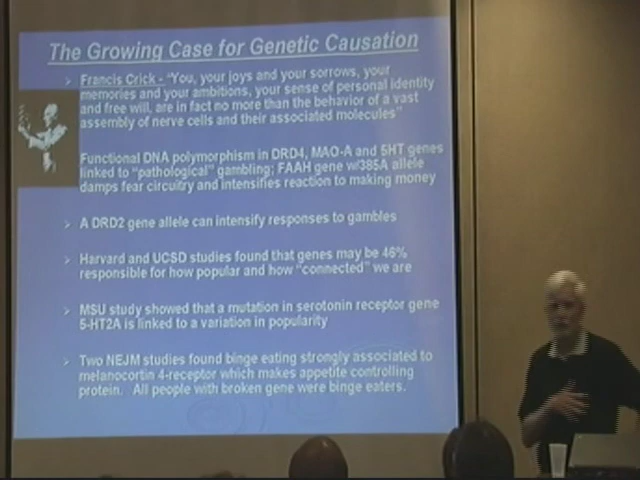 The Growing Case for Genetic Causation
Francis Crick - "You, your joys and your sorrows, your
memories and your ambitions, your sense of personal identity
and free will, are in fact no more than the behavior of a vast
assembly of nerve cells and their associated molecules"
Functional DNA polymorphism in DRD4, MAO-A and 5HT genes
linked to "pathological" gambling; FAAH gene w/385A allele
damps fear circuitry and intensifies reaction to making money
A DRD2 gene allele can intensify responses to gambles
Harvard and UCSD studies found that genes may be 46%
responsible for how popular and how "connected" we are
MSU study showed that a mutation in serotonin receptor gene
5-HT2A is linked to a variation in popularity
Two NEJM studies found binge eating strongly associated to
melanocortin 4-receptor which makes appetite controlling
protein. All people with broken gene were binge eaters.